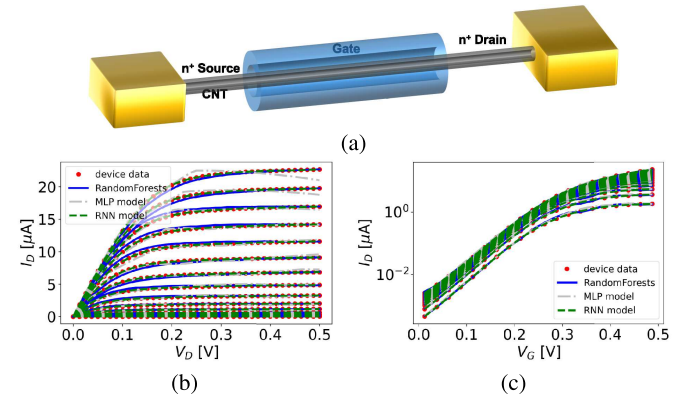 Gate
n⁺ Drain
n⁺ Source
CNT
(a)
I_D [μA]
20
15
10
5
0
device data
RandomForests
MLP model
RNN model
0.0 0.1 0.2 0.3 0.4 0.5
V_D [V]
(b)
I_D [μA]
10⁰
10⁻²
device data
RandomForests
MLP model
RNN model
0.0 0.1 0.2 0.3 0.4 0.5
V_G [V]
(c)